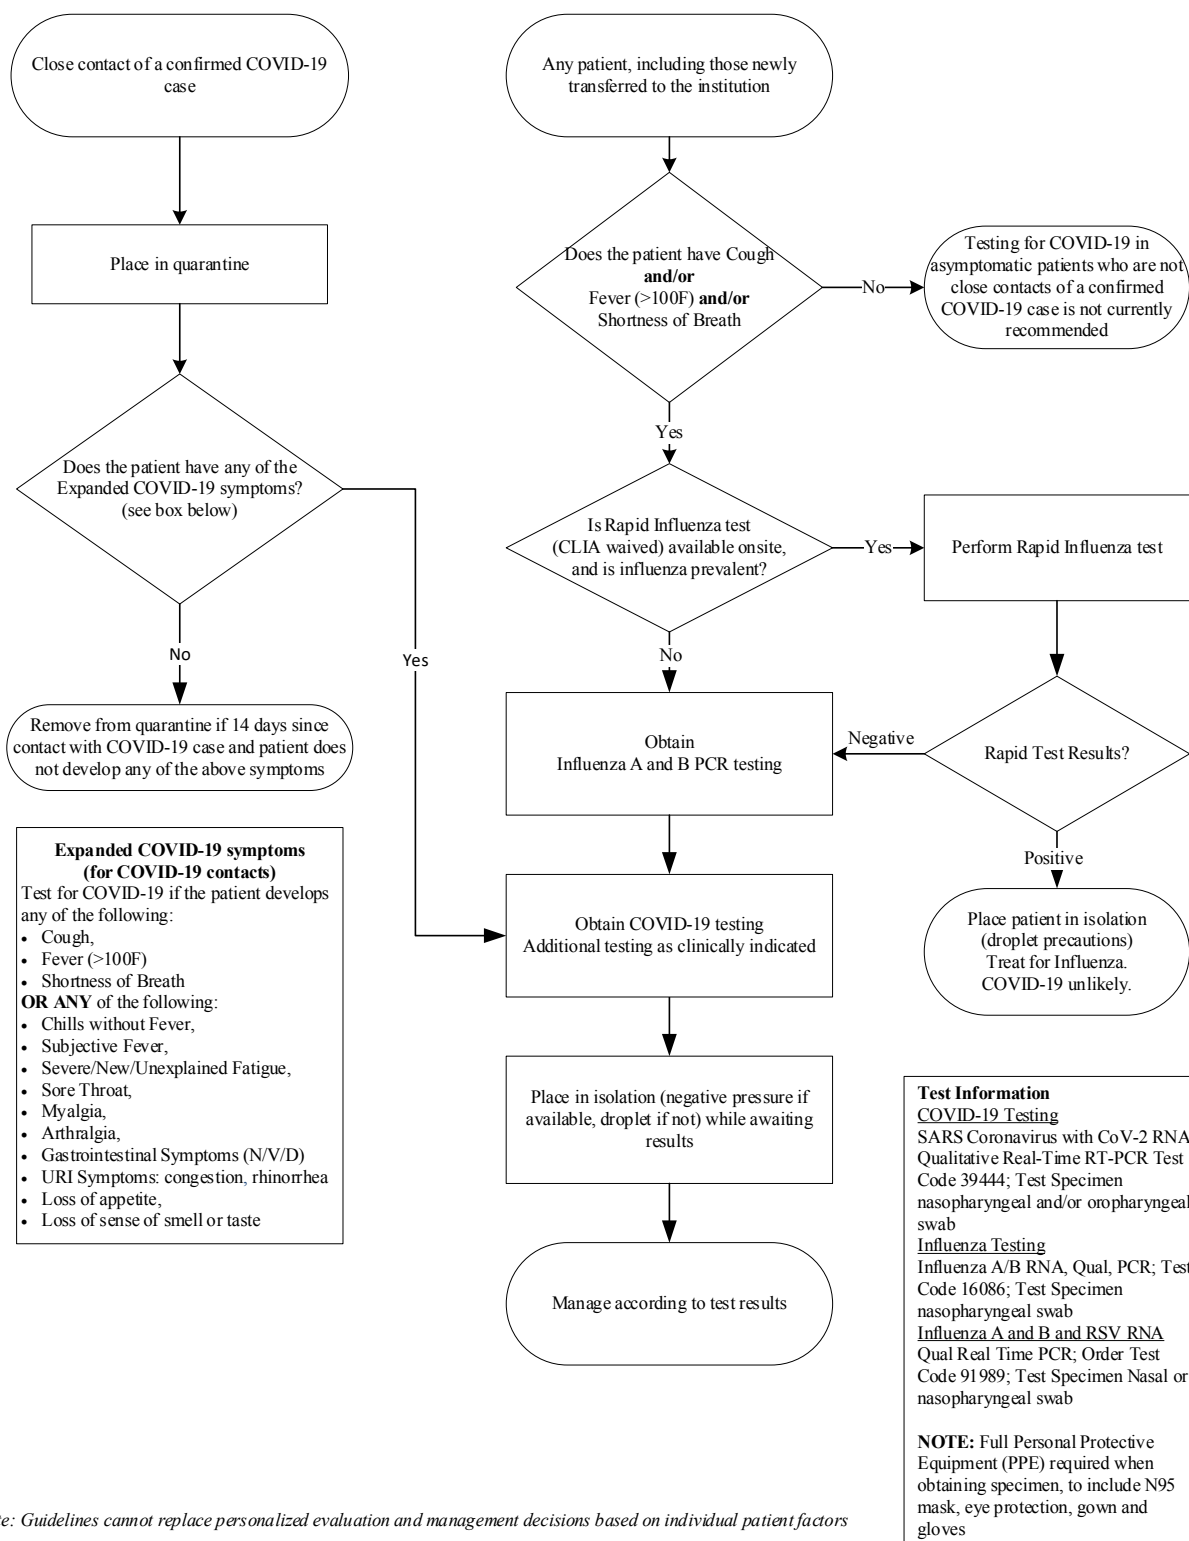 Close contact of a confirmed COVID-19
case
Place in quarantine
Does the patient have any of the
Expanded COVID-19 symptoms?
(see box below)
No
Yes
Remove from quarantine if 14 days since
contact with COVID-19 case and patient does
not develop any of the above symptoms
Expanded COVID-19 symptoms
(for COVID-19 contacts)
Test for COVID-19 if the patient develops
any of the following:
• Cough,
• Fever (>100F)
• Shortness of Breath
OR ANY of the following:
• Chills without Fever,
• Subjective Fever,
• Severe/New/Unexplained Fatigue,
• Sore Throat,
• Myalgia,
• Arthralgia,
• Gastrointestinal Symptoms (N/V/D)
• URI Symptoms: congestion, rhinorrhea
• Loss of appetite,
• Loss of sense of smell or taste
Any patient, including those newly
transferred to the institution
Does the patient have Cough
and/or
Fever (>100F) and/or
Shortness of Breath
No
Testing for COVID-19 in
asymptomatic patients who are not
close contacts of a confirmed
COVID-19 case is not currently
recommended
Yes
Is Rapid Influenza test
(CLIA waived) available onsite,
and is influenza prevalent?
Yes
Perform Rapid Influenza test
No
Rapid Test Results?
Negative
Obtain
Influenza A and B PCR testing
Positive
Place patient in isolation
(droplet precautions)
Treat for Influenza.
COVID-19 unlikely.
Obtain COVID-19 testing
Additional testing as clinically indicated
Place in isolation (negative pressure if
available, droplet if not) while awaiting
results
Manage according to test results
Test Information
COVID-19 Testing
SARS Coronavirus with CoV-2 RNA
Qualitative Real-Time RT-PCR Test
Code 39444; Test Specimen
nasopharyngeal and/or oropharyngeal
swab
Influenza Testing
Influenza A/B RNA, Qual, PCR; Test
Code 16086; Test Specimen
nasopharyngeal swab
Influenza A and B and RSV RNA
Qual Real Time PCR; Order Test
Code 91989; Test Specimen Nasal or
nasopharyngeal swab
NOTE: Full Personal Protective
Equipment (PPE) required when
obtaining specimen, to include N95
mask, eye protection, gown and
gloves
te: Guidelines cannot replace personalized evaluation and management decisions based on individual patient factors